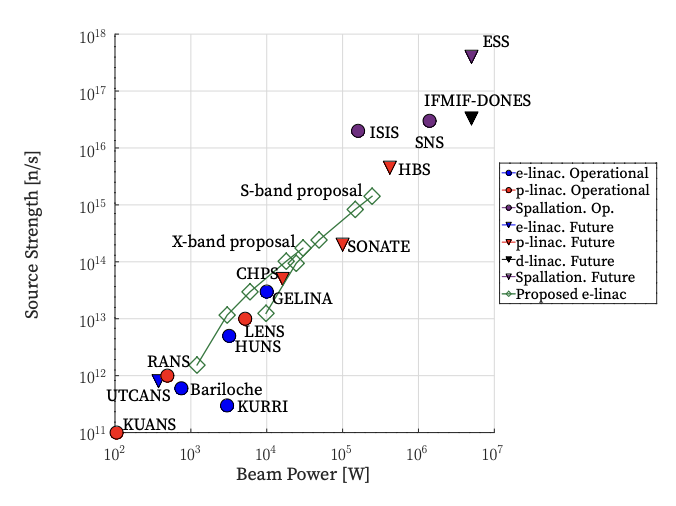 10^18
10^17
10^16
10^15
10^14
10^13
10^12
10^11
Source Strength [n/s]
ESS
IFMIF-DONES
ISIS
SNS
HBS
S-band proposal
X-band proposal
SONATE
CHPS
GELINA
LENS
HUNS
RANS
UTCANS
Bariloche
KURRI
KUANS
e-linac. Operational
p-linac. Operational
Spallation. Op.
e-linac. Future
p-linac. Future
d-linac. Future
Spallation. Future
Proposed e-linac
10^2 10^3 10^4 10^5 10^6 10^7
Beam Power [W]